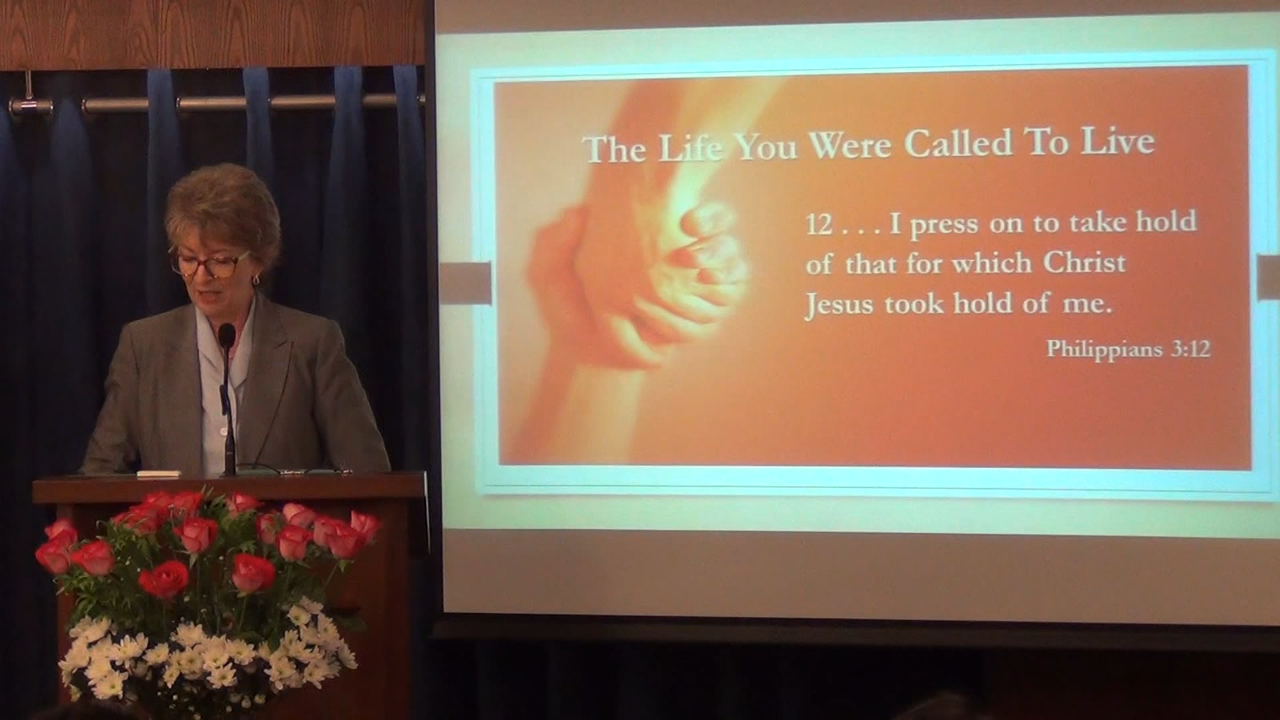 The Life You Were Called To Live
12 . . . I press on to take hold
of that for which Christ
Jesus took hold of me.
Philippians 3:12